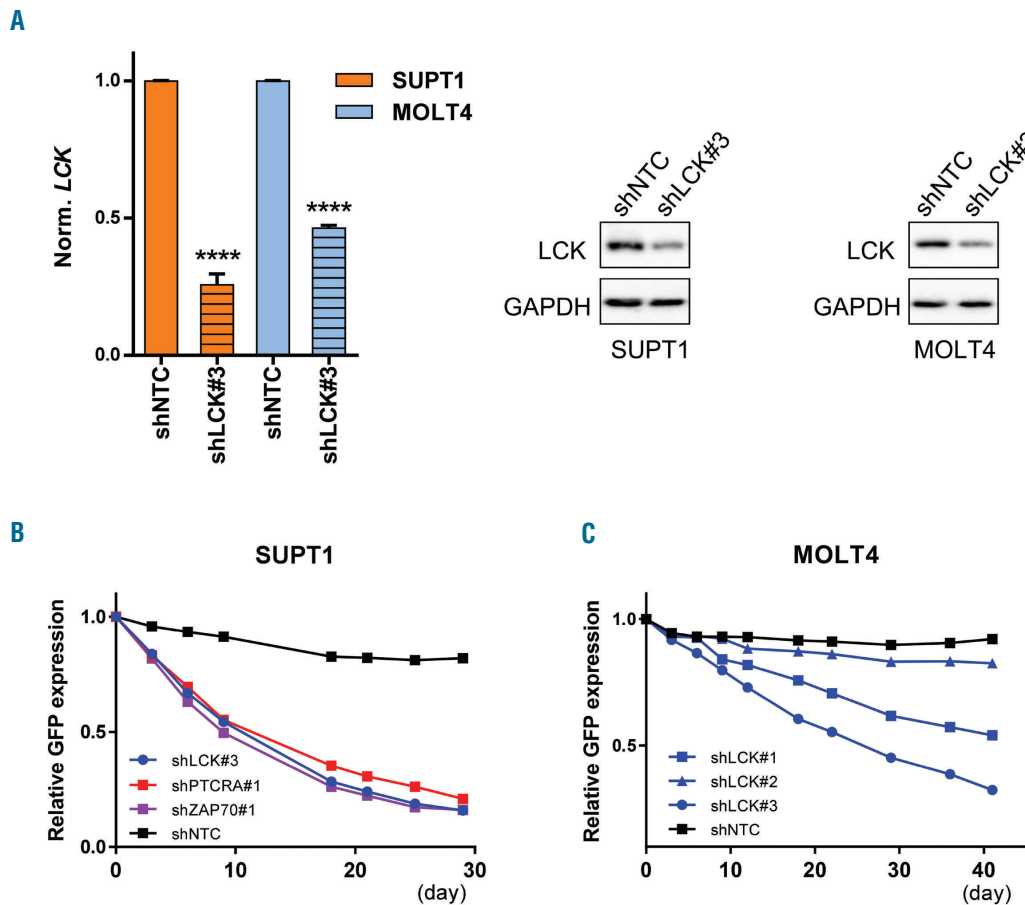 A
SUPT1
MOLT4
Norm. LCK
1.0
0.5
0.0
****
****
shNTC
shLCK#3
shNTC
shLCK#3
shNTC
shLCK#3
LCK
GAPDH
SUPT1
shNTC
LCK
GAPDH
MOLT4
B
SUPT1
Relative GFP expression
1.0
0.5
0.0
shLCK#3
shPTCRA#1
shZAP70#1
shNTC
0
10
20
30
(day)
C
MOLT4
Relative GFP expression
1.0
0.5
shLCK#1
shLCK#2
shLCK#3
shNTC
0
10
20
30
40
(day)